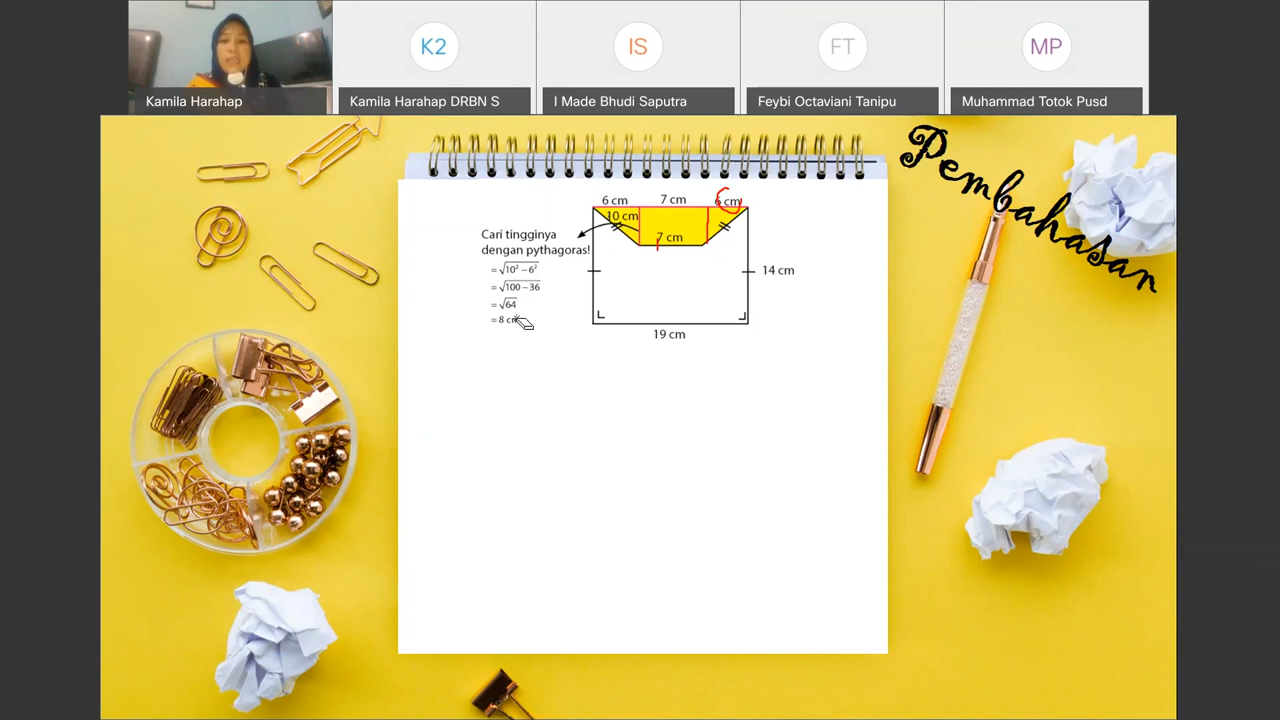 K2
IS
FT
MP
Kamila Harahap
Kamila Harahap DRBN S
I Made Bhudi Saputra
Feybi Octaviani Tanipu
Muhammad Totok Pusd
Pembahasan
6 cm
7 cm
6 cm
10 cm
7 cm
Cari tingginya
dengan pythagoras!
= √10² − 6²
= √100 − 36
= √64
= 8 cm
14 cm
19 cm